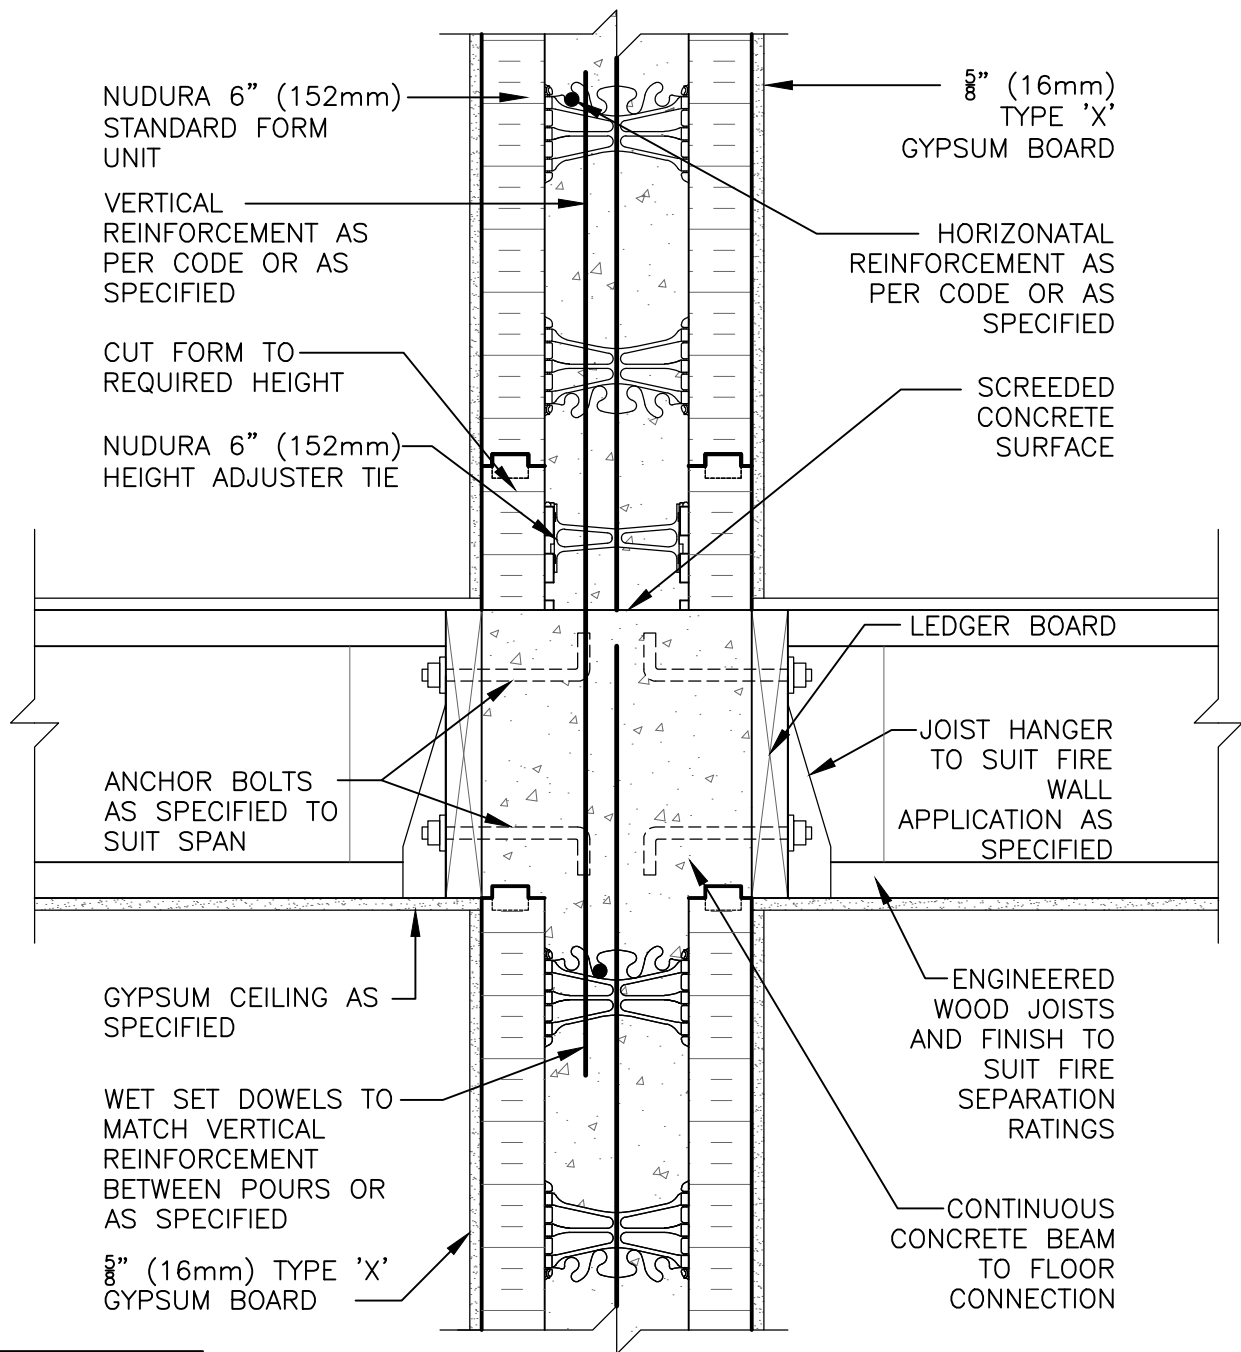 NUDURA 6” (152mm)
STANDARD FORM
UNIT
VERTICAL
REINFORCEMENT AS
PER CODE OR AS
SPECIFIED
CUT FORM TO
REQUIRED HEIGHT
NUDURA 6” (152mm)
HEIGHT ADJUSTER TIE
ANCHOR BOLTS
AS SPECIFIED TO
SUIT SPAN
GYPSUM CEILING AS
SPECIFIED
WET SET DOWELS TO
MATCH VERTICAL
REINFORCEMENT
BETWEEN POURS OR
AS SPECIFIED
5/8” (16mm) TYPE 'X'
GYPSUM BOARD
5/8” (16mm)
TYPE 'X'
GYPSUM BOARD
HORIZONATAL
REINFORCEMENT AS
PER CODE OR AS
SPECIFIED
SCREEDED
CONCRETE
SURFACE
LEDGER BOARD
JOIST HANGER
TO SUIT FIRE
WALL
APPLICATION AS
SPECIFIED
ENGINEERED
WOOD JOISTS
AND FINISH TO
SUIT FIRE
SEPARATION
RATINGS
CONTINUOUS
CONCRETE BEAM
TO FLOOR
CONNECTION